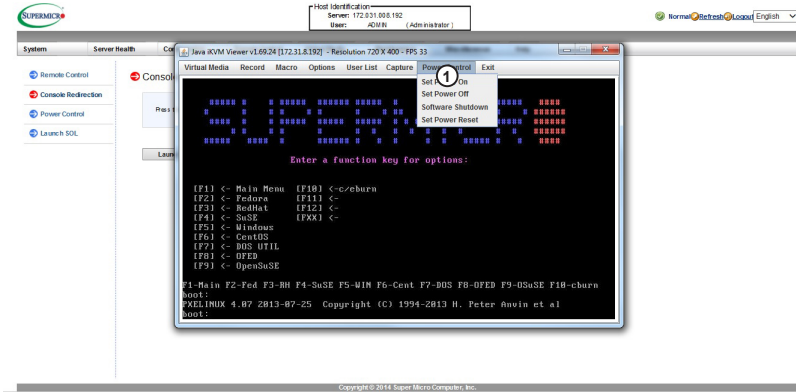 SUPERMICR
Host Identification
Server: 172.031.008.192
User: ADMIN (Administrator)
Normal Refresh Logout English
System Server Health
Remote Control
Console Redirection
Power Control
Launch SOL
Java iKVM Viewer v1.69.24 [172.31.8.192] - Resolution 720 X 400 - FPS 33
Virtual Media Record Macro Options User List Capture Exit
1
Set Power Off
Software Shutdown
Set Power Reset
SUPERMICRO
Enter a function key for options:
[F1] <- Main Menu [F10] <-c/eburn
[F2] <- Fedora [F11] <-
[F3] <- RedHat [F12] <-
[F4] <- SuSE [FXX] <-
[F5] <- Windows
[F6] <- CentOS
[F7] <- DOS UTIL
[F8] <- OFED
[F9] <- OpenSuSE
F1-Main F2-Fed F3-RH F4-SuSE F5-WIN F6-Cent F7-DOS F8-OFED F9-OSuSE F10-cburn
boot:
PXELINUX 4.07 2013-07-25 Copyright (C) 1994-2013 H. Peter Anvin et al
boot:
Copyright © 2014 Super Micro Computer, Inc.